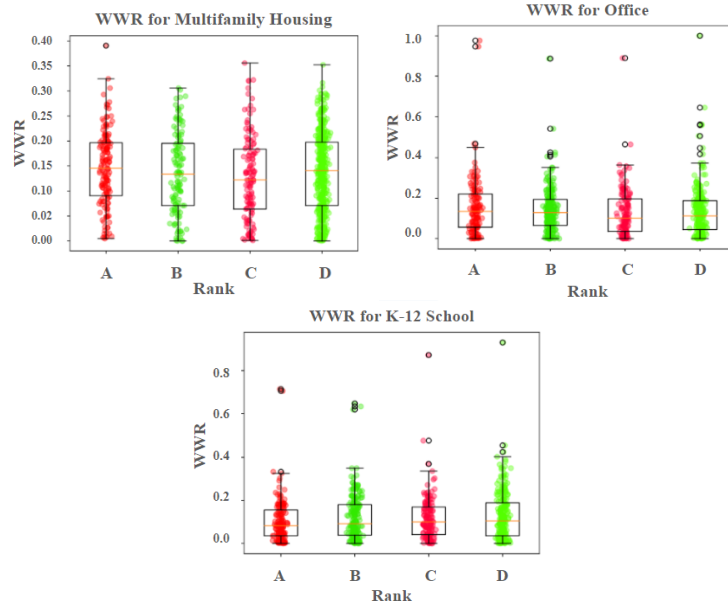 WWR for Multifamily Housing
WWR
0.40
0.35
0.30
0.25
0.20
0.15
0.10
0.02
0.00
A B C D
Rank
WWR for Office
WWR
1.0
0.8
0.6
0.4
0.2
0.0
A B C D
Rank
WWR for K-12 School
WWR
0.8
0.6
0.4
0.2
0.0
A B C D
Rank